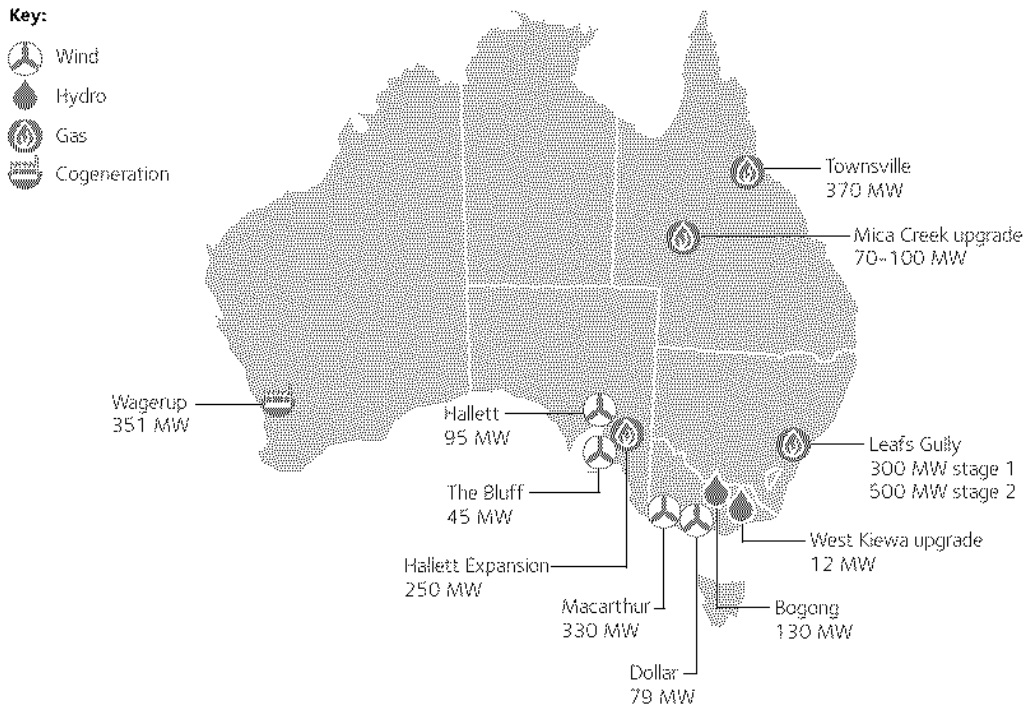 Key:
Wind
Hydro
Gas
Cogeneration
Townsville
370 MW
Mica Creek upgrade
70–100 MW
Wagerup
351 MW
Hallett
95 MW
Leafs Gully
300 MW stage 1
500 MW stage 2
The Bluff
45 MW
West Kiewa upgrade
12 MW
Hallett Expansion
250 MW
Macarthur
330 MW
Bogong
130 MW
Dollar
79 MW